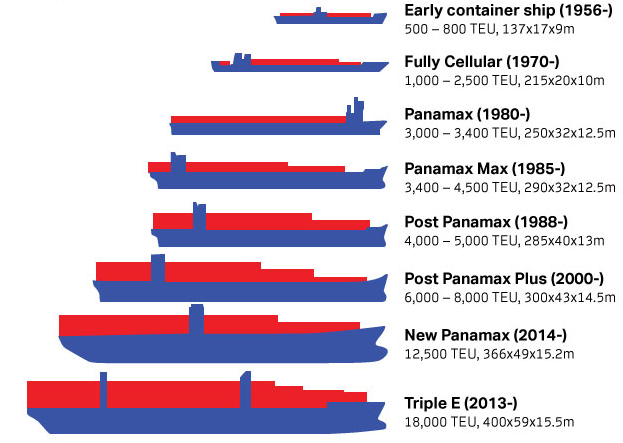 Early container ship (1956-)
500 – 800 TEU, 137x17x9m
Fully Cellular (1970-)
1,000 – 2,500 TEU, 215x20x10m
Panamax (1980-)
3,000 – 3,400 TEU, 250x32x12.5m
Panamax Max (1985-)
3,400 – 4,500 TEU, 290x32x12.5m
Post Panamax (1988-)
4,000 – 5,000 TEU, 285x40x13m
Post Panamax Plus (2000-)
6,000 – 8,000 TEU, 300x43x14.5m
New Panamax (2014-)
12,500 TEU, 366x49x15.2m
Triple E (2013-)
18,000 TEU, 400x59x15.5m